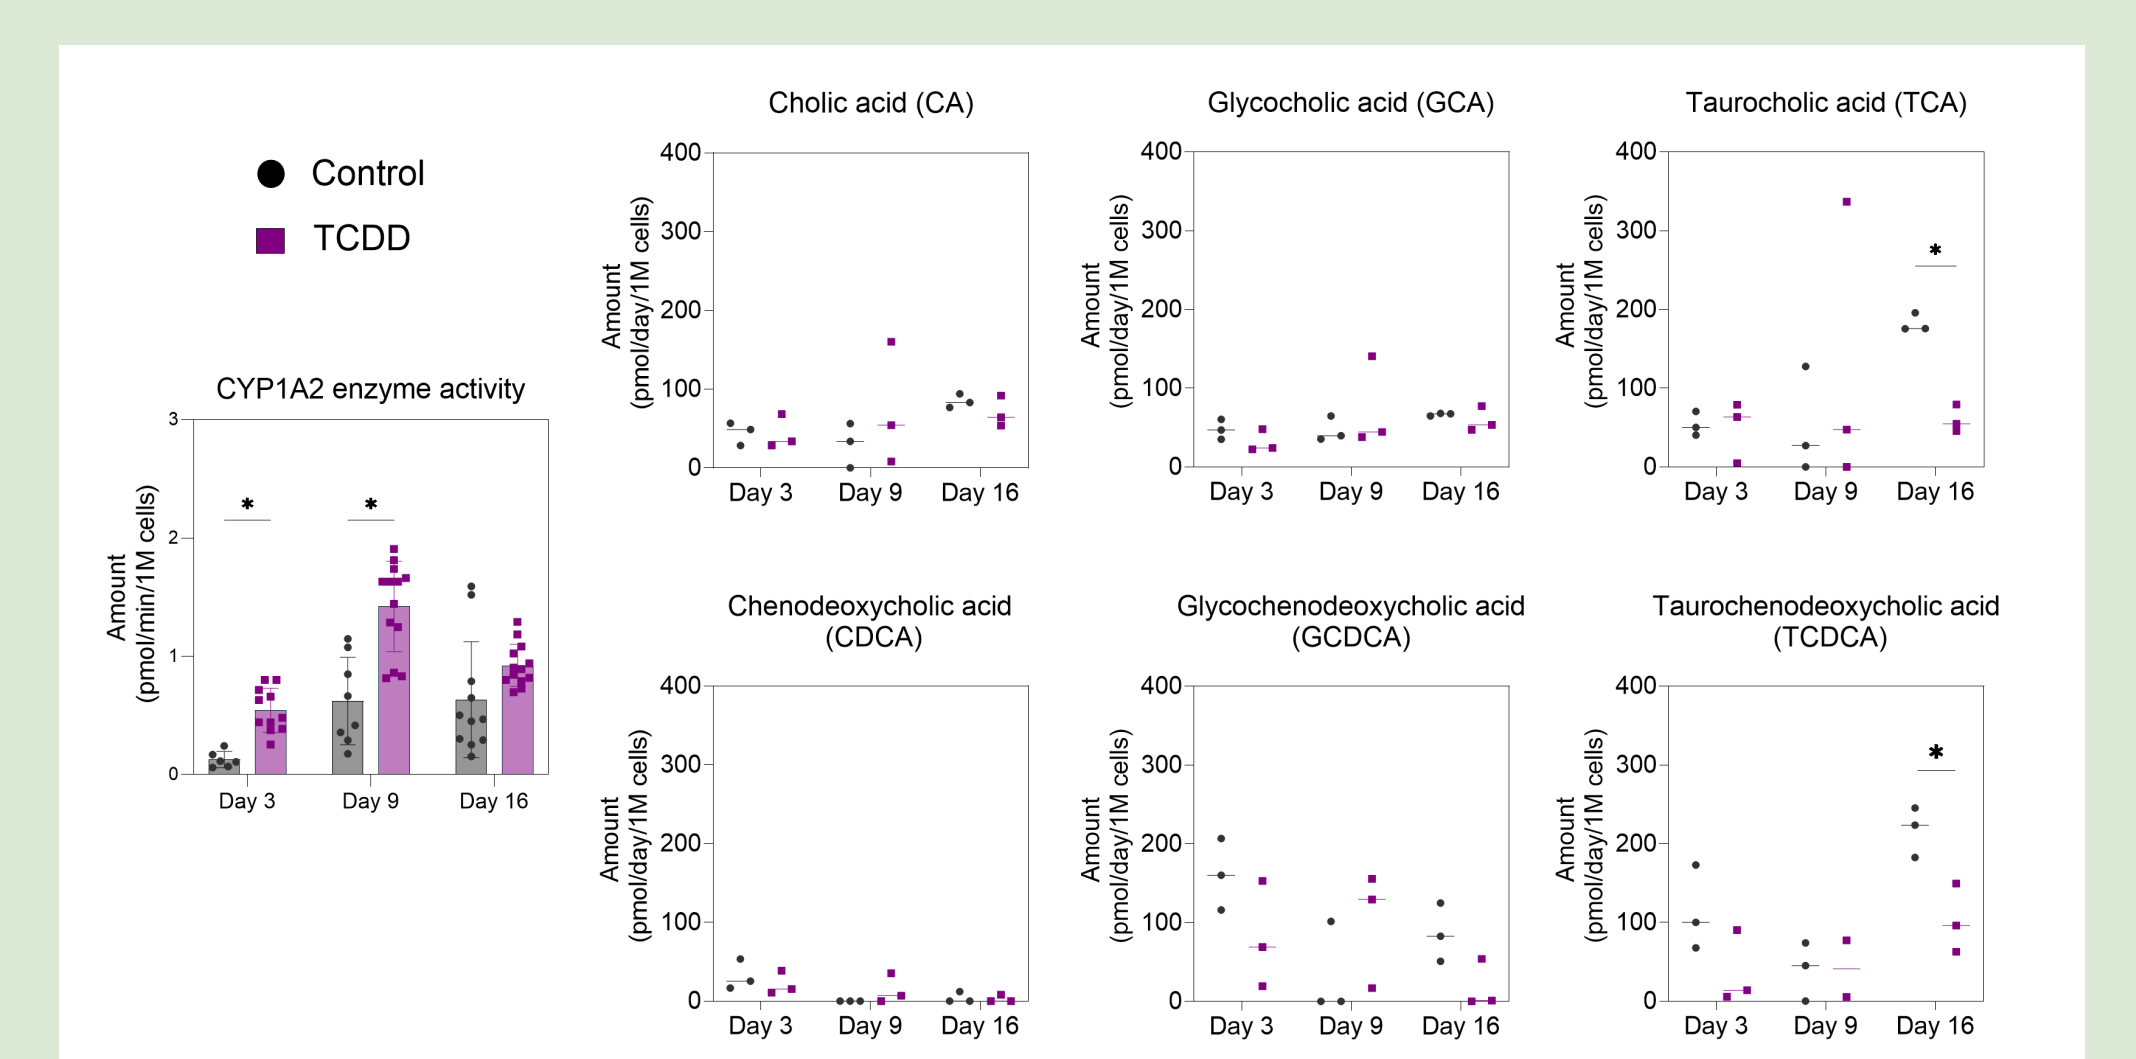 Control
TCDD
CYP1A2 enzyme activity
Amount
(pmol/min/1M cells)
3
2
1
0
*
*
Day 3
Day 9
Day 16
Cholic acid (CA)
Amount
(pmol/day/1M cells)
400
300
200
100
0
Day 3
Day 9
Day 16
Glycocholic acid (GCA)
Amount
(pmol/day/1M cells)
400
300
200
100
0
Day 3
Day 9
Day 16
Taurocholic acid (TCA)
Amount
(pmol/day/1M cells)
400
300
200
100
0
*
Day 3
Day 9
Day 16
Chenodeoxycholic acid
(CDCA)
Amount
(pmol/day/1M cells)
400
300
200
100
0
Day 3
Day 9
Day 16
Glycochenodeoxycholic acid
(GCDCA)
Amount
(pmol/day/1M cells)
400
300
200
100
0
Day 3
Day 9
Day 16
Taurochenodeoxycholic acid
(TCDCA)
Amount
(pmol/day/1M cells)
400
300
200
100
0
*
Day 3
Day 9
Day 16